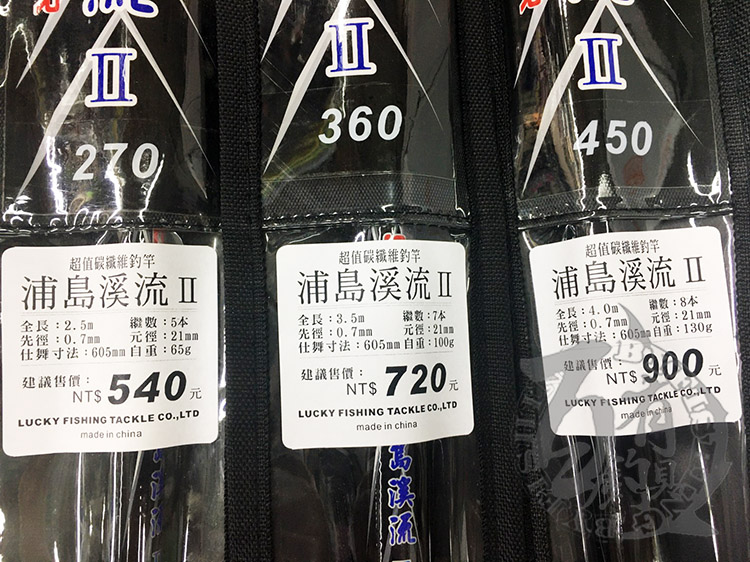 流
II
270
超值碳纖維釣竿
浦島溪流 II
全長：2.5m 繼數：5本
先徑：0.7mm 元徑：21mm
仕舞寸法：605mm 自重：65g
建議售價：
NT$ 540 元
LUCKY FISHING TACKLE CO.,LTD
made in china
II
360
超值碳纖維釣竿
浦島溪流 II
全長：3.5m 繼數：7本
先徑：0.7mm 元徑：21mm
仕舞寸法：605mm 自重：100g
建議售價：
NT$ 720 元
LUCKY FISHING TACKLE CO.,LTD
made in china
島溪流
II
450
超值碳纖維釣竿
浦島溪流 II
全長：4.0m 繼數：8本
先徑：0.7mm 元徑：21mm
仕舞寸法：605mm 自重：130g
建議售價：
NT$ 900 元
LUCKY FISHING TACKLE CO.,LTD
made in china